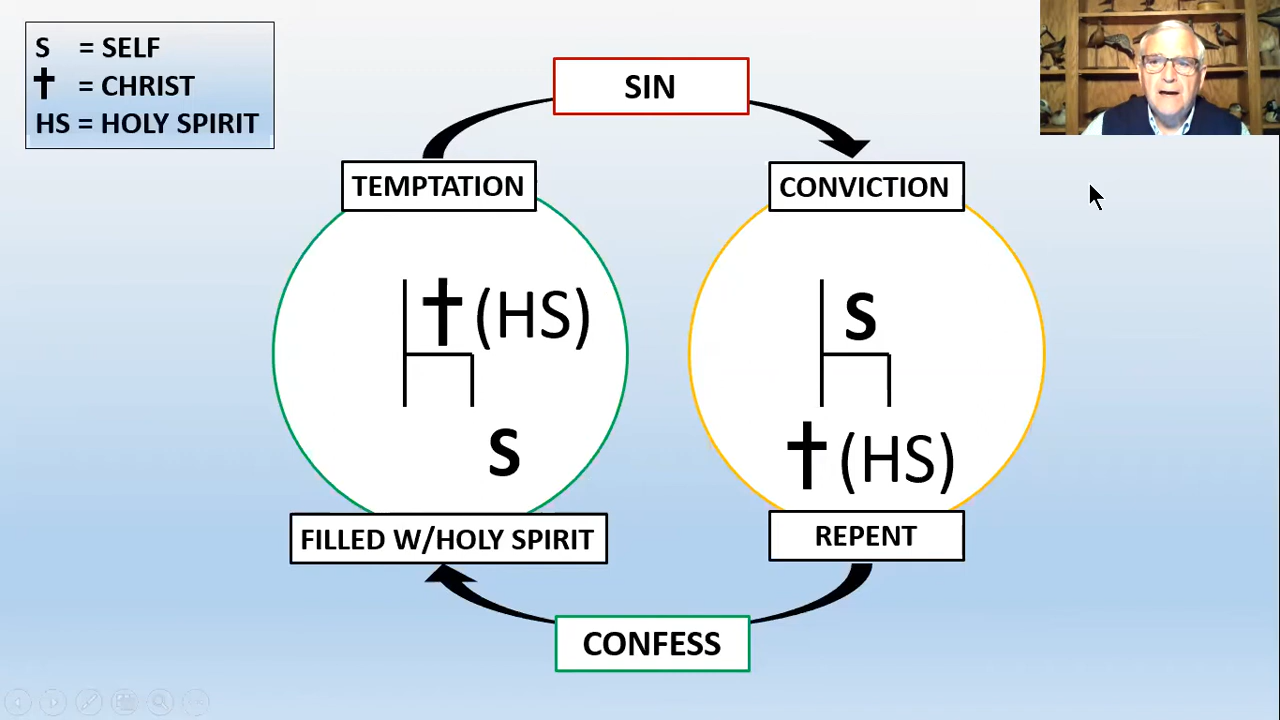 S = SELF
✝ = CHRIST
HS = HOLY SPIRIT
SIN
TEMPTATION
CONVICTION
✝(HS)
S
S
✝(HS)
FILLED W/HOLY SPIRIT
REPENT
CONFESS